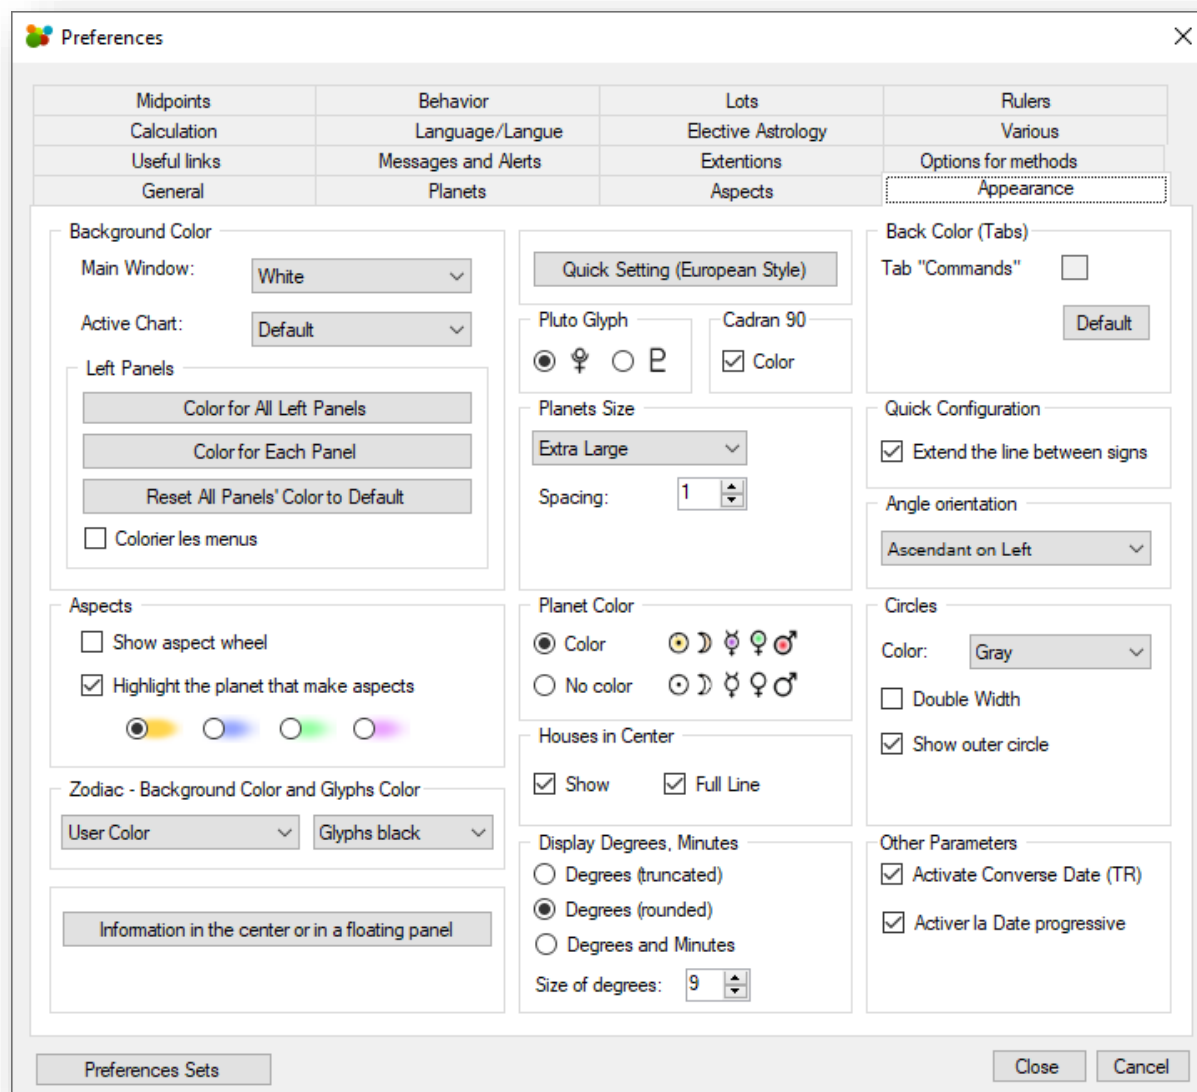 Preferences
Midpoints Behavior Lots Rulers
Calculation Language/Langue Elective Astrology Various
Useful links Messages and Alerts Extentions Options for methods
General Planets Aspects Appearance
Background Color
Main Window: White
Active Chart: Default
Left Panels
Color for All Left Panels
Color for Each Panel
Reset All Panels' Color to Default
Colorier les menus
Aspects
Show aspect wheel
Highlight the planet that make aspects
Zodiac - Background Color and Glyphs Color
User Color Glyphs black
Information in the center or in a floating panel
Quick Setting (European Style)
Pluto Glyph
Cadran 90
Color
Planets Size
Extra Large
Spacing: 1
Planet Color
Color
No color
Houses in Center
Show Full Line
Display Degrees, Minutes
Degrees (truncated)
Degrees (rounded)
Degrees and Minutes
Size of degrees: 9
Back Color (Tabs)
Tab "Commands"
Default
Quick Configuration
Extend the line between signs
Angle orientation
Ascendant on Left
Circles
Color: Gray
Double Width
Show outer circle
Other Parameters
Activate Converse Date (TR)
Activer la Date progressive
Preferences Sets Close Cancel